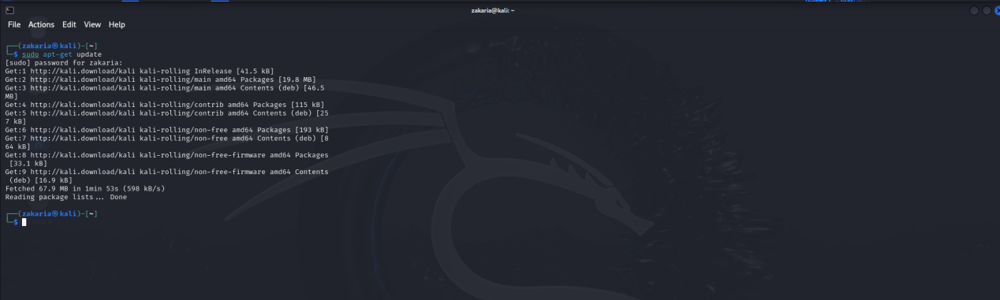 zakaria@kali: ~
File Actions Edit View Help
┌──(zakaria㉿kali)-[~]
└─$ sudo apt-get update
[sudo] password for zakaria:
Get:1 http://kali.download/kali kali-rolling InRelease [41.5 kB]
Get:2 http://kali.download/kali kali-rolling/main amd64 Packages [19.8 MB]
Get:3 http://kali.download/kali kali-rolling/main amd64 Contents (deb) [46.5
MB]
Get:4 http://kali.download/kali kali-rolling/contrib amd64 Packages [115 kB]
Get:5 http://kali.download/kali kali-rolling/contrib amd64 Contents (deb) [25
7 kB]
Get:6 http://kali.download/kali kali-rolling/non-free amd64 Packages [193 kB]
Get:7 http://kali.download/kali kali-rolling/non-free amd64 Contents (deb) [8
64 kB]
Get:8 http://kali.download/kali kali-rolling/non-free-firmware amd64 Packages
 [33.1 kB]
Get:9 http://kali.download/kali kali-rolling/non-free-firmware amd64 Contents
 (deb) [16.9 kB]
Fetched 67.9 MB in 1min 53s (598 kB/s)
Reading package lists... Done
┌──(zakaria㉿kali)-[~]
└─$